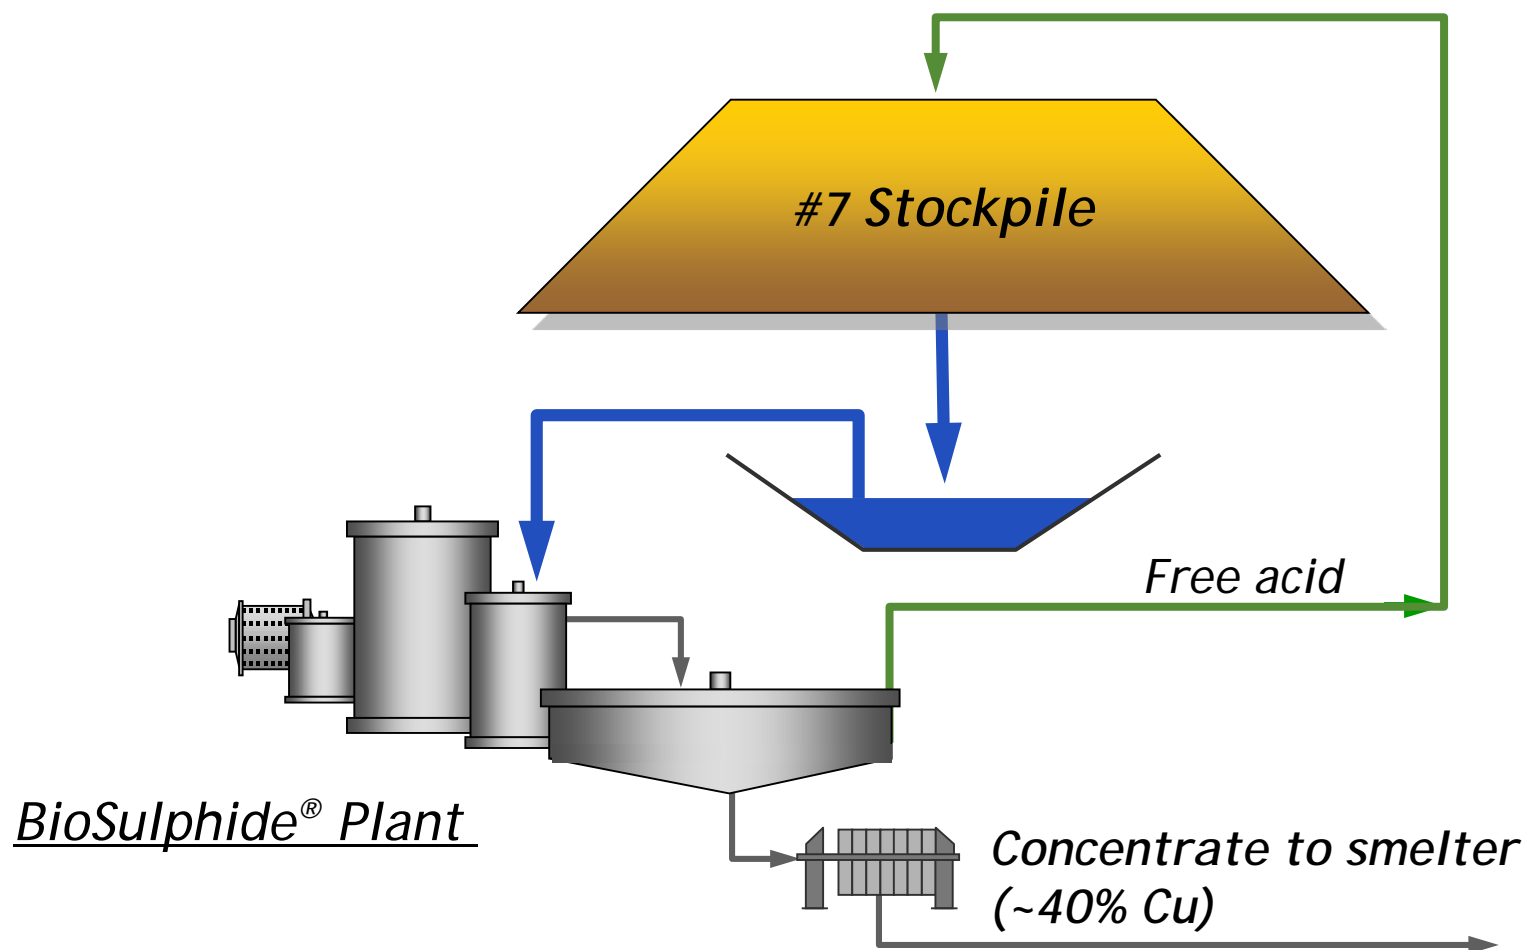 #7 Stockpile
Free acid
BioSulphide® Plant
Concentrate to smelter
(~40% Cu)